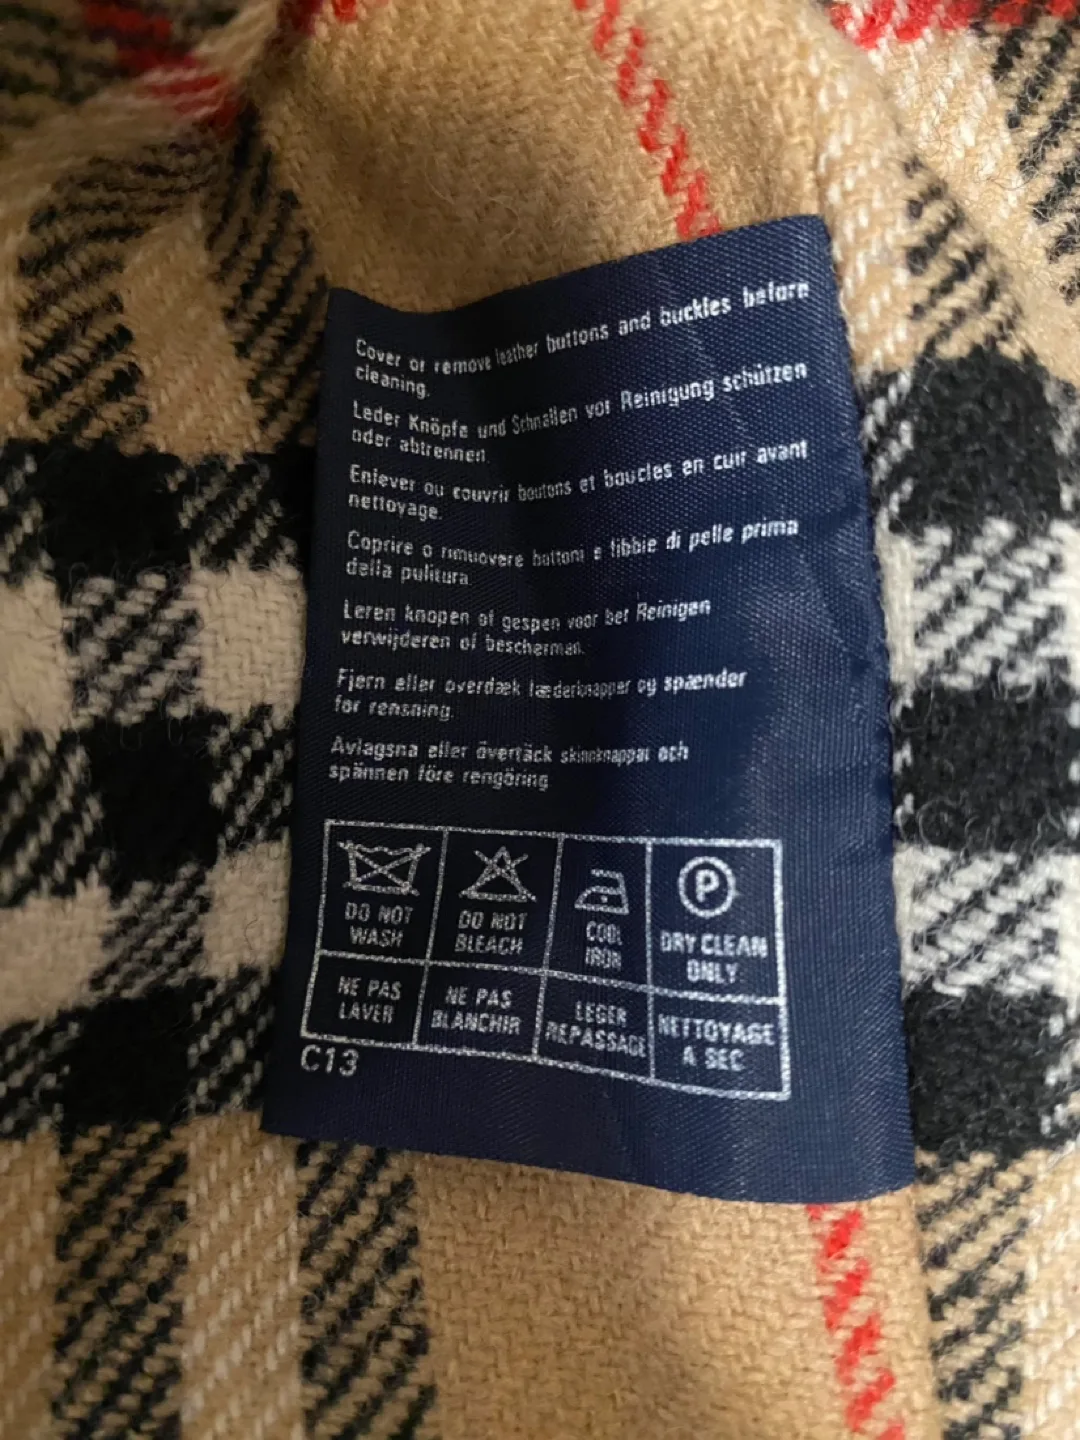 Cover or remove leather buttons and buckles before
cleaning.
Leder Knöpfe und Schnallen vor Reinigung schützen
oder abtrennen.
Enlever ou couvrir boutons et boucles en cuir avant
nettoyage.
Coprire o rimuovere bottoni e fibbie di pelle prima
della pulitura
Leren knopen of gespen voor ber Reinigen
verwijderen of bescherman.
Fjern eller overdæk læderknapper og spænder
for rensning.
Avlagsna eller övertäck skinnknappar och
spännen före rengöring
DO NOT
WASH
DO NOT
BLEACH
COOL
IRON
P
DRY CLEAN
ONLY
NE PAS
LAVER
NE PAS
BLANCHIR
LEGER
REPASSAGE
NETTOYAGE
A SEC
C13